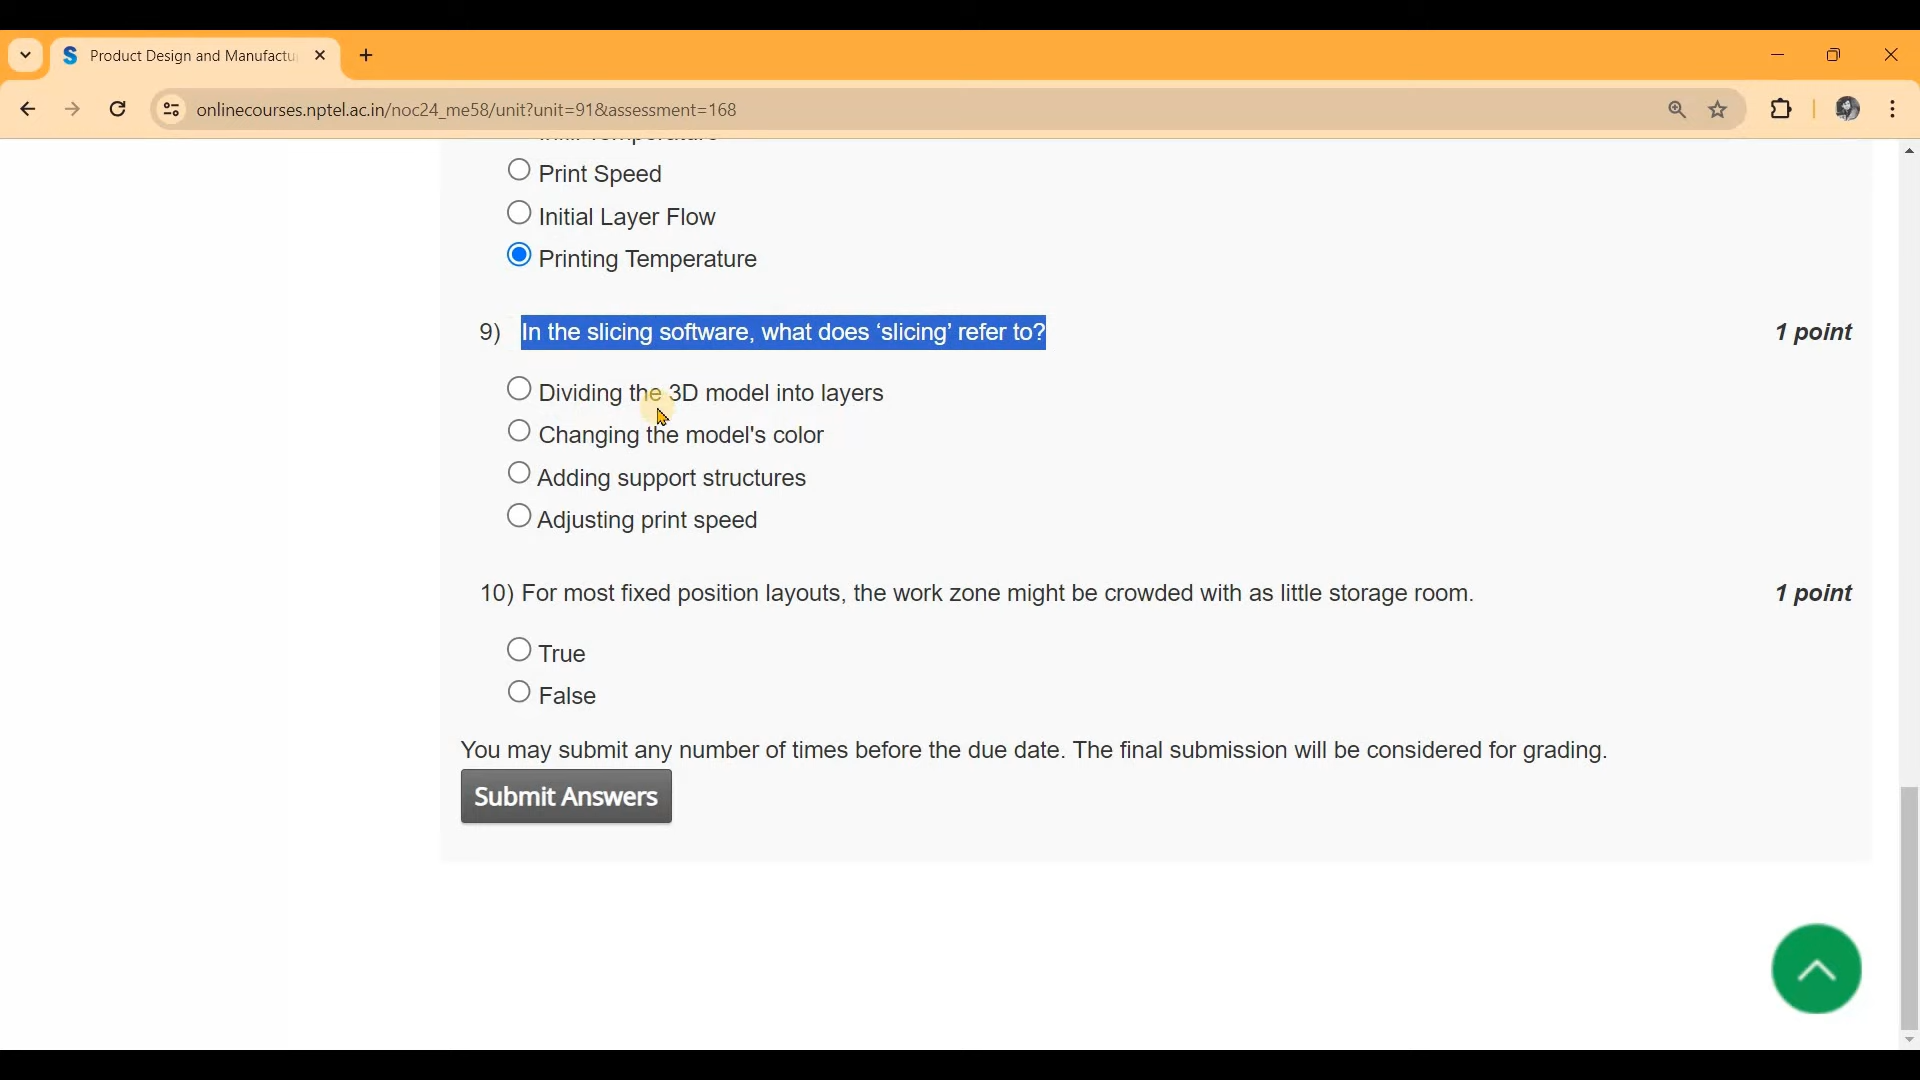 Product Design and Manufactu
onlinecourses.nptel.ac.in/noc24_me58/unit?unit=91&assessment=168
Print Speed
Initial Layer Flow
Printing Temperature
9) In the slicing software, what does ‘slicing’ refer to? 1 point
Dividing the 3D model into layers
Changing the model's color
Adding support structures
Adjusting print speed
10) For most fixed position layouts, the work zone might be crowded with as little storage room. 1 point
True
False
You may submit any number of times before the due date. The final submission will be considered for grading.
Submit Answers